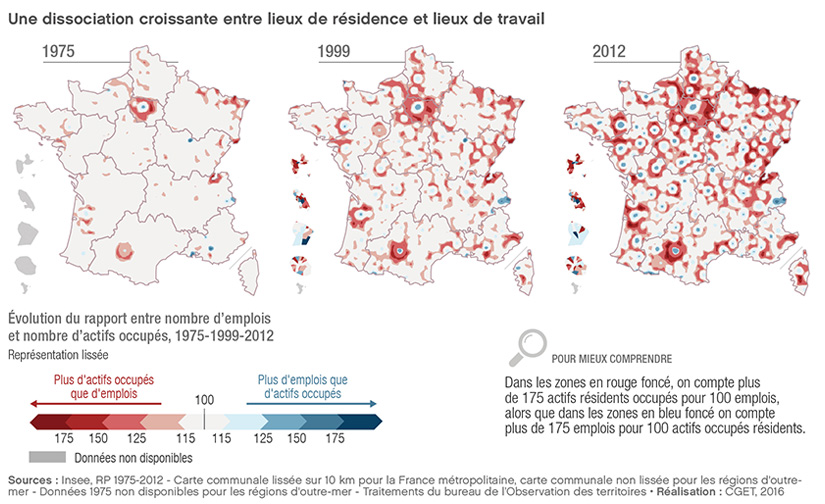 Une dissociation croissante entre lieux de résidence et lieux de travail
1975
1999
2012
Évolution du rapport entre nombre d'emplois
et nombre d'actifs occupés, 1975-1999-2012
Représentation lissée
Plus d'actifs occupés
que d'emplois
100
Plus d'emplois que
d'actifs occupés
175 150 125 115 115 125 150 175
Données non disponibles
POUR MIEUX COMPRENDRE
Dans les zones en rouge foncé, on compte plus
de 175 actifs résidents occupés pour 100 emplois,
alors que dans les zones en bleu foncé on compte
plus de 175 emplois pour 100 actifs occupés résidents.
Sources : Insee, RP 1975-2012 - Carte communale lissée sur 10 km pour la France métropolitaine, carte communale non lissée pour les régions d'outre-
mer - Données 1975 non disponibles pour les régions d'outre-mer - Traitements du bureau de l'Observation des territoires • Réalisation : CGET, 2016